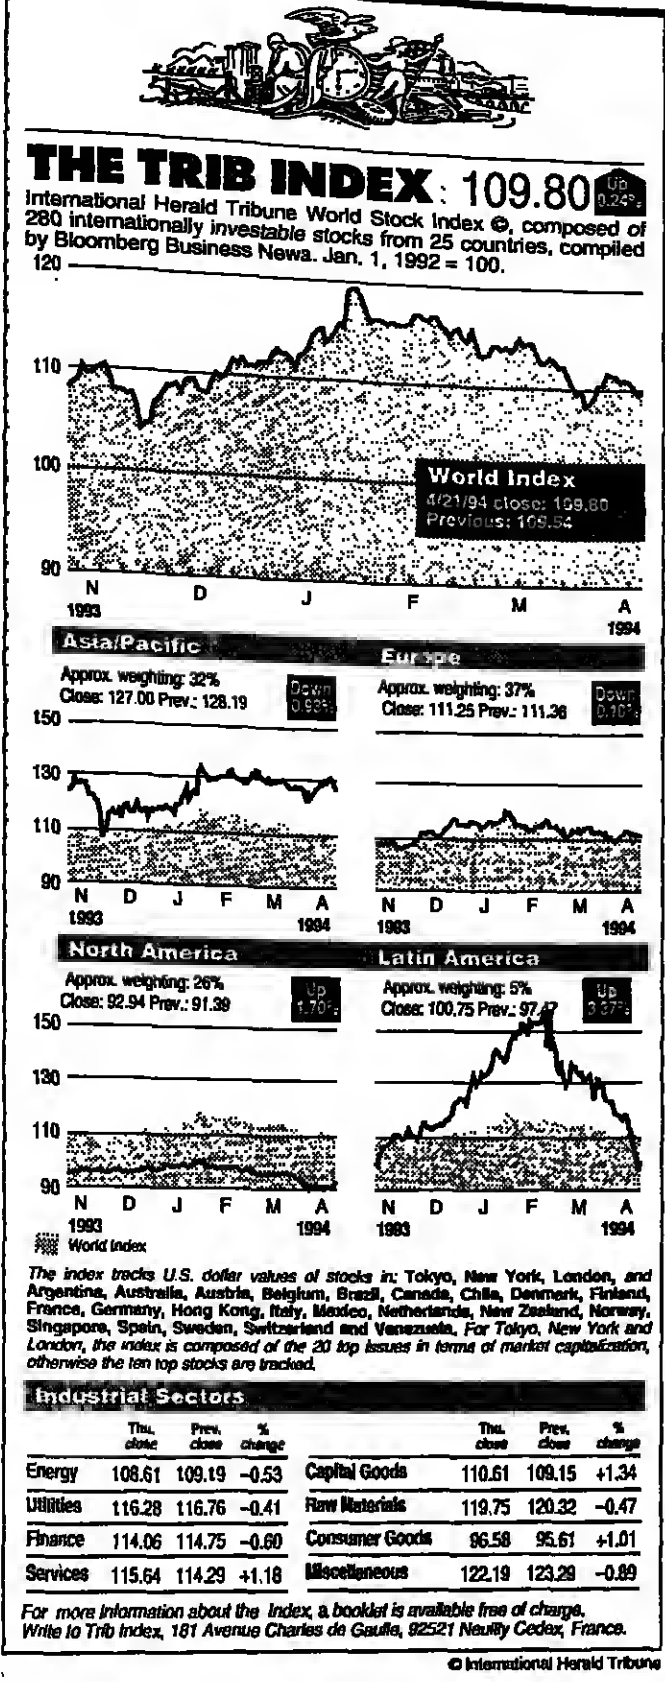 THE TRIB INDEX: 109.80 Up 0.24%
International Herald Tribune World Stock Index ©, composed of
280 internationally investable stocks from 25 countries, compiled
by Bloomberg Business News. Jan. 1, 1992 = 100.
120
110
100
90
World Index
4/21/94 close: 109.80
Previous: 109.54
N D J F M A
1993 1994
Asia/Pacific
Approx. weighting: 32%
Close: 127.00 Prev.: 128.19
Down 0.93%
150
130
110
90
N D J F M A
1993 1994
Europe
Approx. weighting: 37%
Close: 111.25 Prev.: 111.36
Down 0.10%
N D J F M A
1993 1994
North America
Approx. weighting: 26%
Close: 92.94 Prev.: 91.39
Up 1.70%
150
130
110
90
N D J F M A
1993 1994
Latin America
Approx. weighting: 5%
Close: 100.75 Prev.:
Up 3.37%
N D J F M A
1993 1994
World Index
The index tracks U.S. dollar values of stocks in: Tokyo, New York, London, and
Argentina, Australia, Austria, Belgium, Brazil, Canada, Chile, Denmark, Finland,
France, Germany, Hong Kong, Italy, Mexico, Netherlands, New Zealand, Norway,
Singapore, Spain, Sweden, Switzerland and Venezuela. For Tokyo, New York and
London, the index is composed of the 20 top issues in terms of market capitalization,
otherwise the ten top stocks are tracked.
Industrial Sectors
Thu. close Prev. close % change Thu. close Prev. close % change
Energy 108.61 109.19 –0.53 Capital Goods 110.61 109.15 +1.34
Utilities 116.28 116.76 –0.41 Raw Materials 119.75 120.32 –0.47
Finance 114.06 114.75 –0.60 Consumer Goods 96.58 95.61 +1.01
Services 115.64 114.29 +1.18 Miscellaneous 122.19 123.29 –0.89
For more information about the Index, a booklet is available free of charge.
Write to Trib Index, 181 Avenue Charles de Gaulle, 92521 Neuilly Cedex, France.
© International Herald Tribune